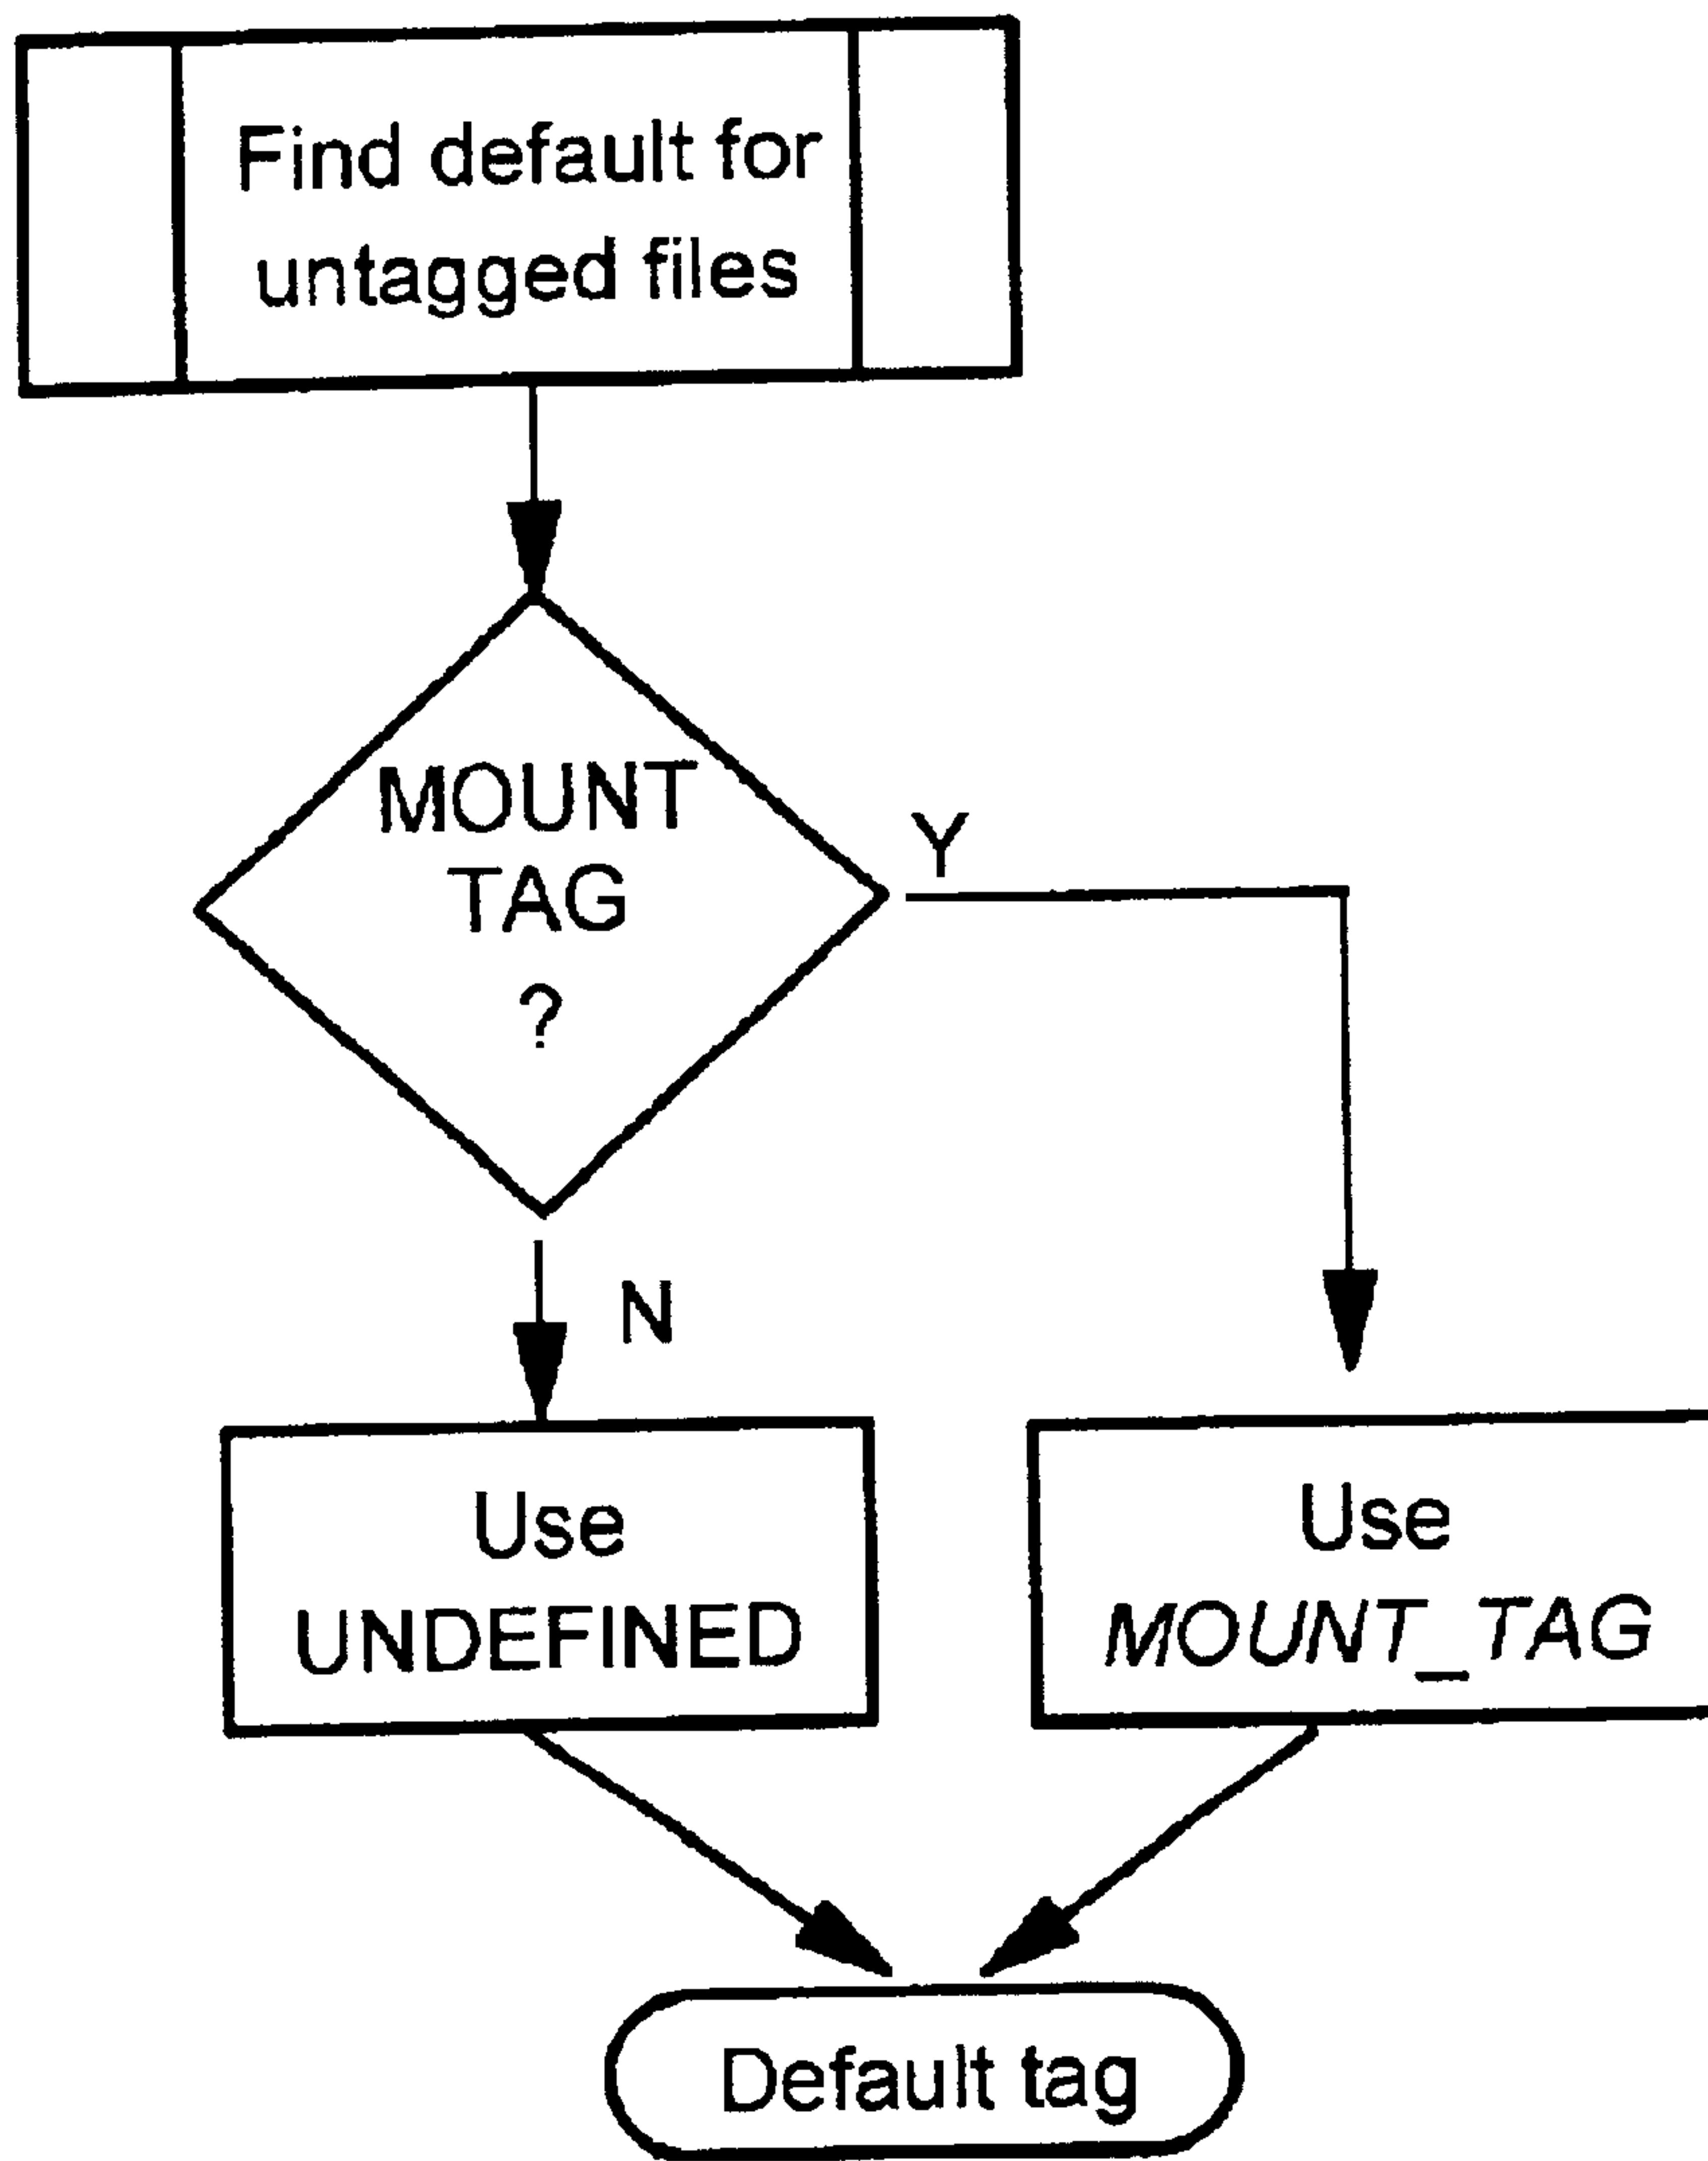 Find default for
untagged files
MOUNT
TAG
?
Y
N
Use
UNDEFINED
Use
MOUNT_TAG
Default tag